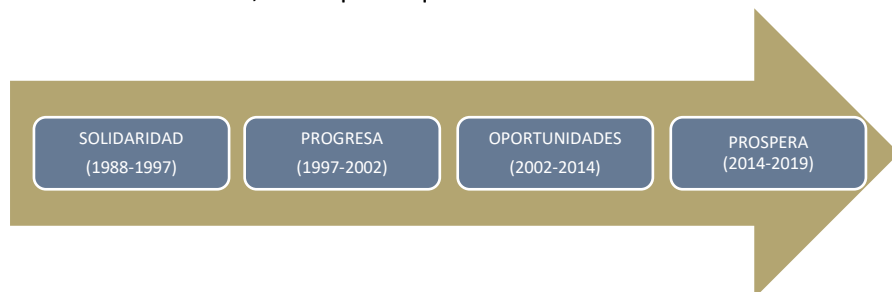 SOLIDARIDAD
(1988-1997)
PROGRESA
(1997-2002)
OPORTUNIDADES
(2002-2014)
PROSPERA
(2014-2019)